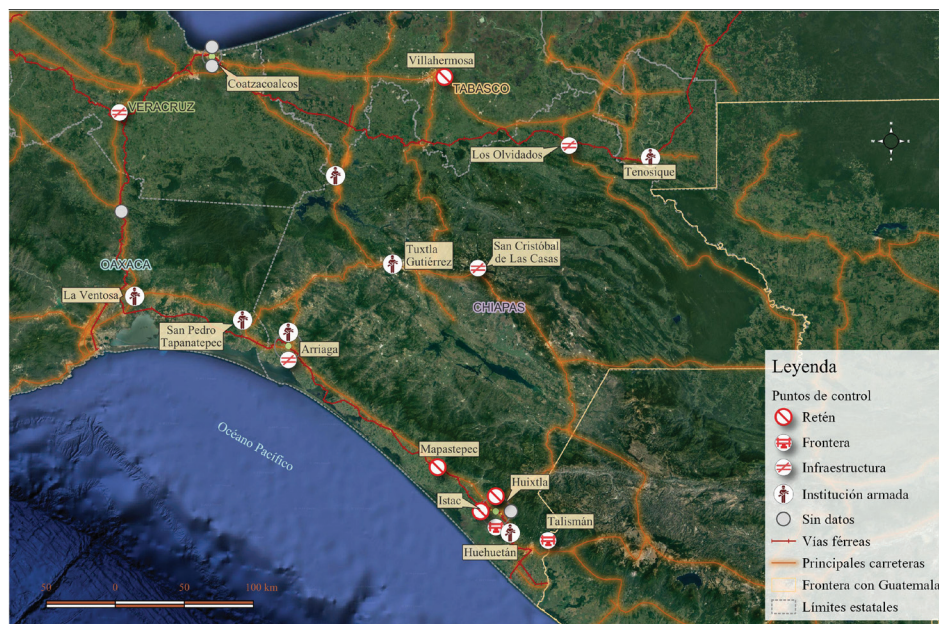 Villahermosa
TABASCO
Coatzacoalcos
VERACRUZ
Los Olvidados
Tenosique
OAXACA
Tuxtla
Gutiérrez
San Cristóbal
de Las Casas
La Ventosa
CHIAPAS
San Pedro
Tapanatepec
Arriaga
Océano Pacífico
Mapastepec
Huixtla
Istac
Talismán
Huehuetán
Leyenda
Puntos de control
Retén
Frontera
Infraestructura
Institución armada
Sin datos
Vías férreas
Principales carreteras
Frontera con Guatemala
Límites estatales
50 0 50 100 km